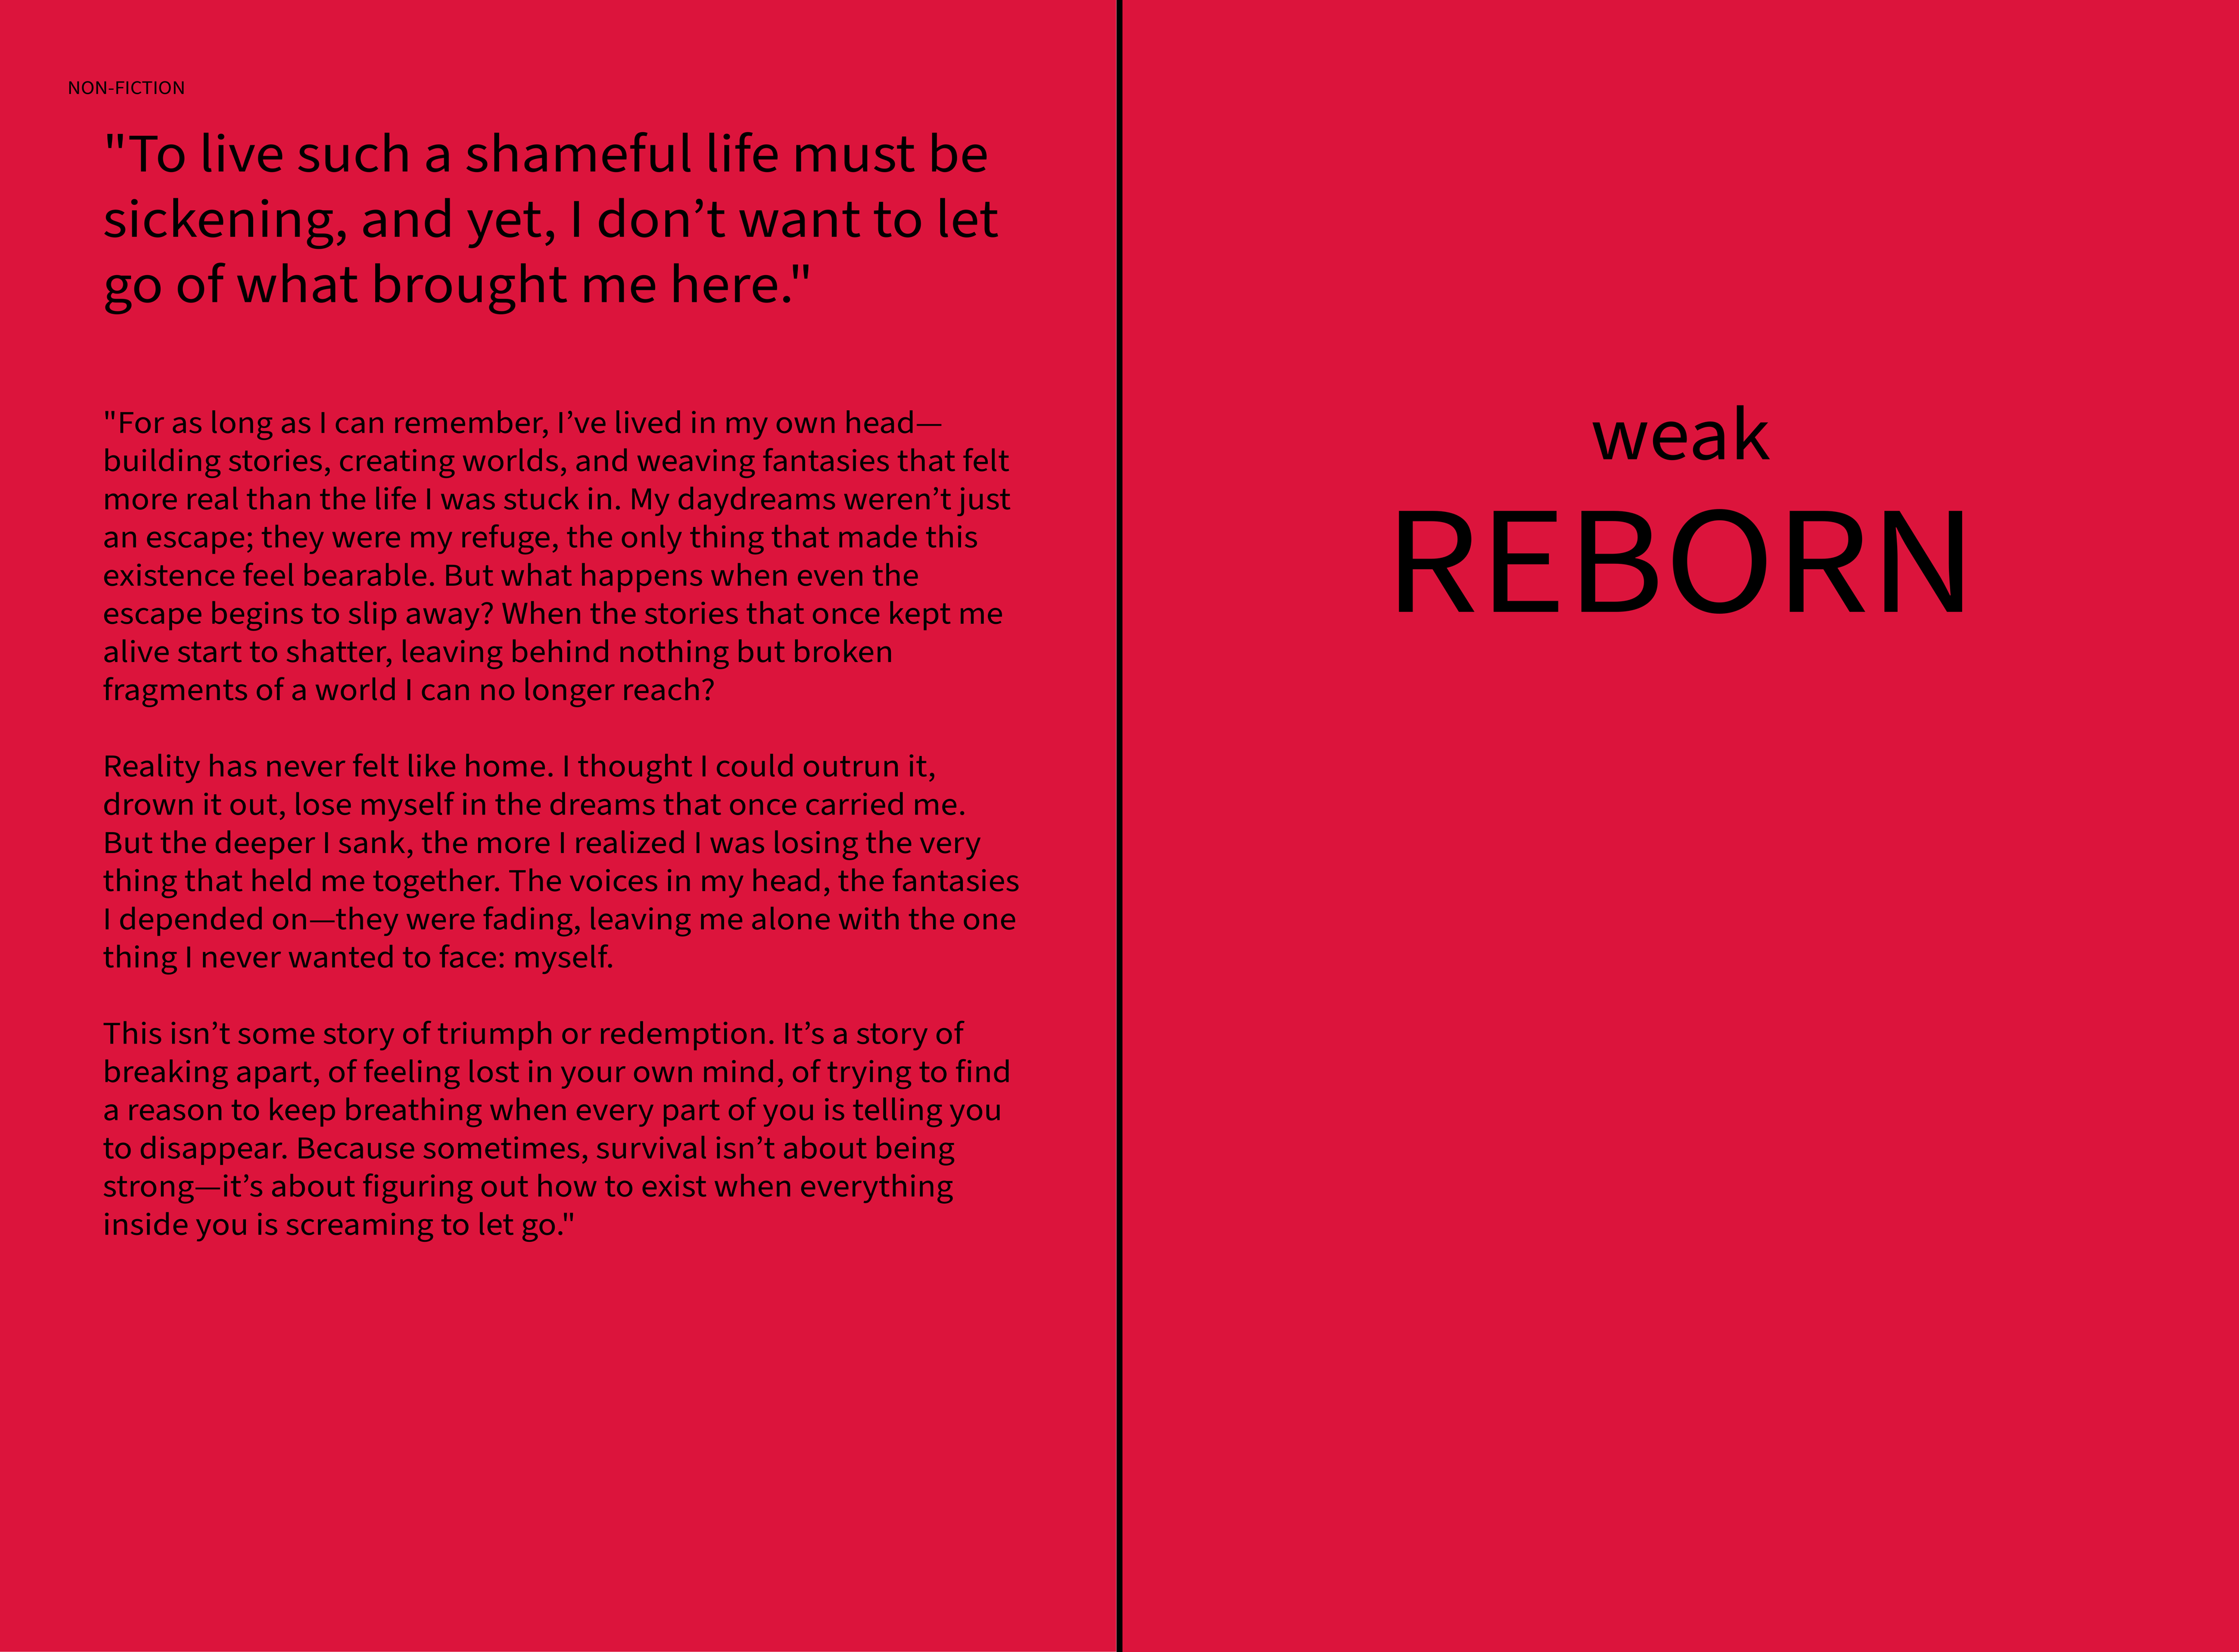 NON-FICTION
"To live such a shameful life must be
sickening, and yet, I don’t want to let
go of what brought me here."
"For as long as I can remember, I’ve lived in my own head—
building stories, creating worlds, and weaving fantasies that felt
more real than the life I was stuck in. My daydreams weren’t just
an escape; they were my refuge, the only thing that made this
existence feel bearable. But what happens when even the
escape begins to slip away? When the stories that once kept me
alive start to shatter, leaving behind nothing but broken
fragments of a world I can no longer reach?
Reality has never felt like home. I thought I could outrun it,
drown it out, lose myself in the dreams that once carried me.
But the deeper I sank, the more I realized I was losing the very
thing that held me together. The voices in my head, the fantasies
I depended on—they were fading, leaving me alone with the one
thing I never wanted to face: myself.
This isn’t some story of triumph or redemption. It’s a story of
breaking apart, of feeling lost in your own mind, of trying to find
a reason to keep breathing when every part of you is telling you
to disappear. Because sometimes, survival isn’t about being
strong—it’s about figuring out how to exist when everything
inside you is screaming to let go."
weak
REBORN